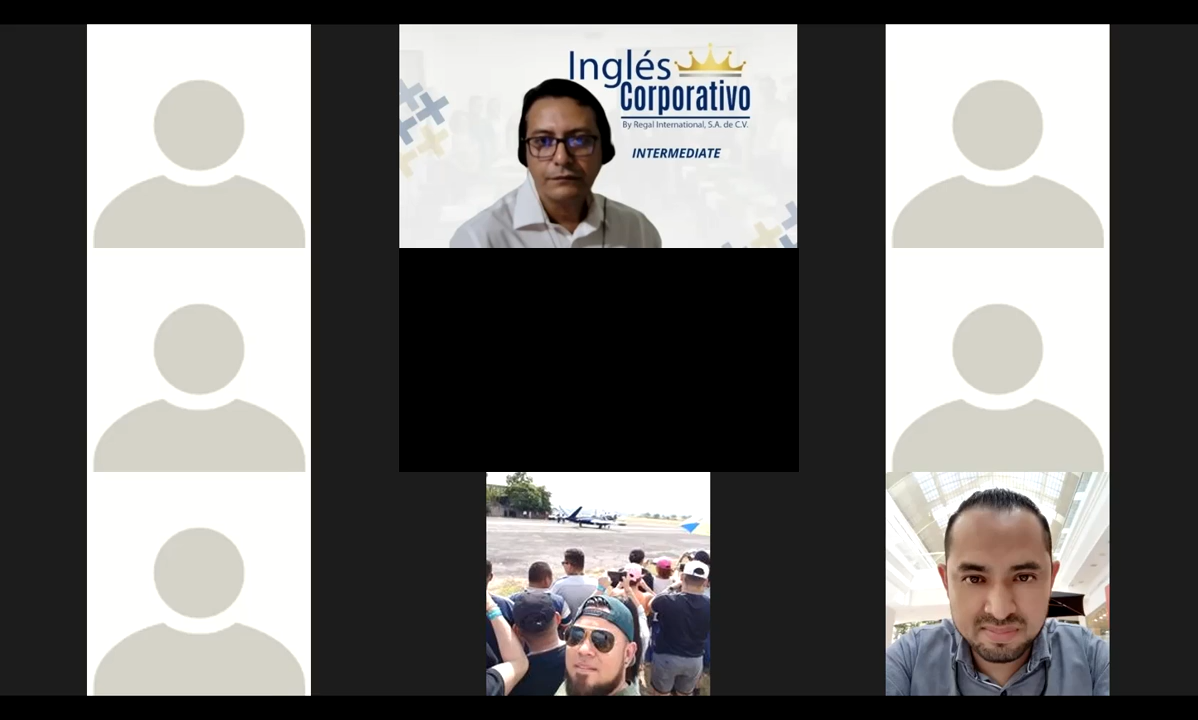 Inglés
Corporativo
By Regal International, S.A. de C.V.
INTERMEDIATE